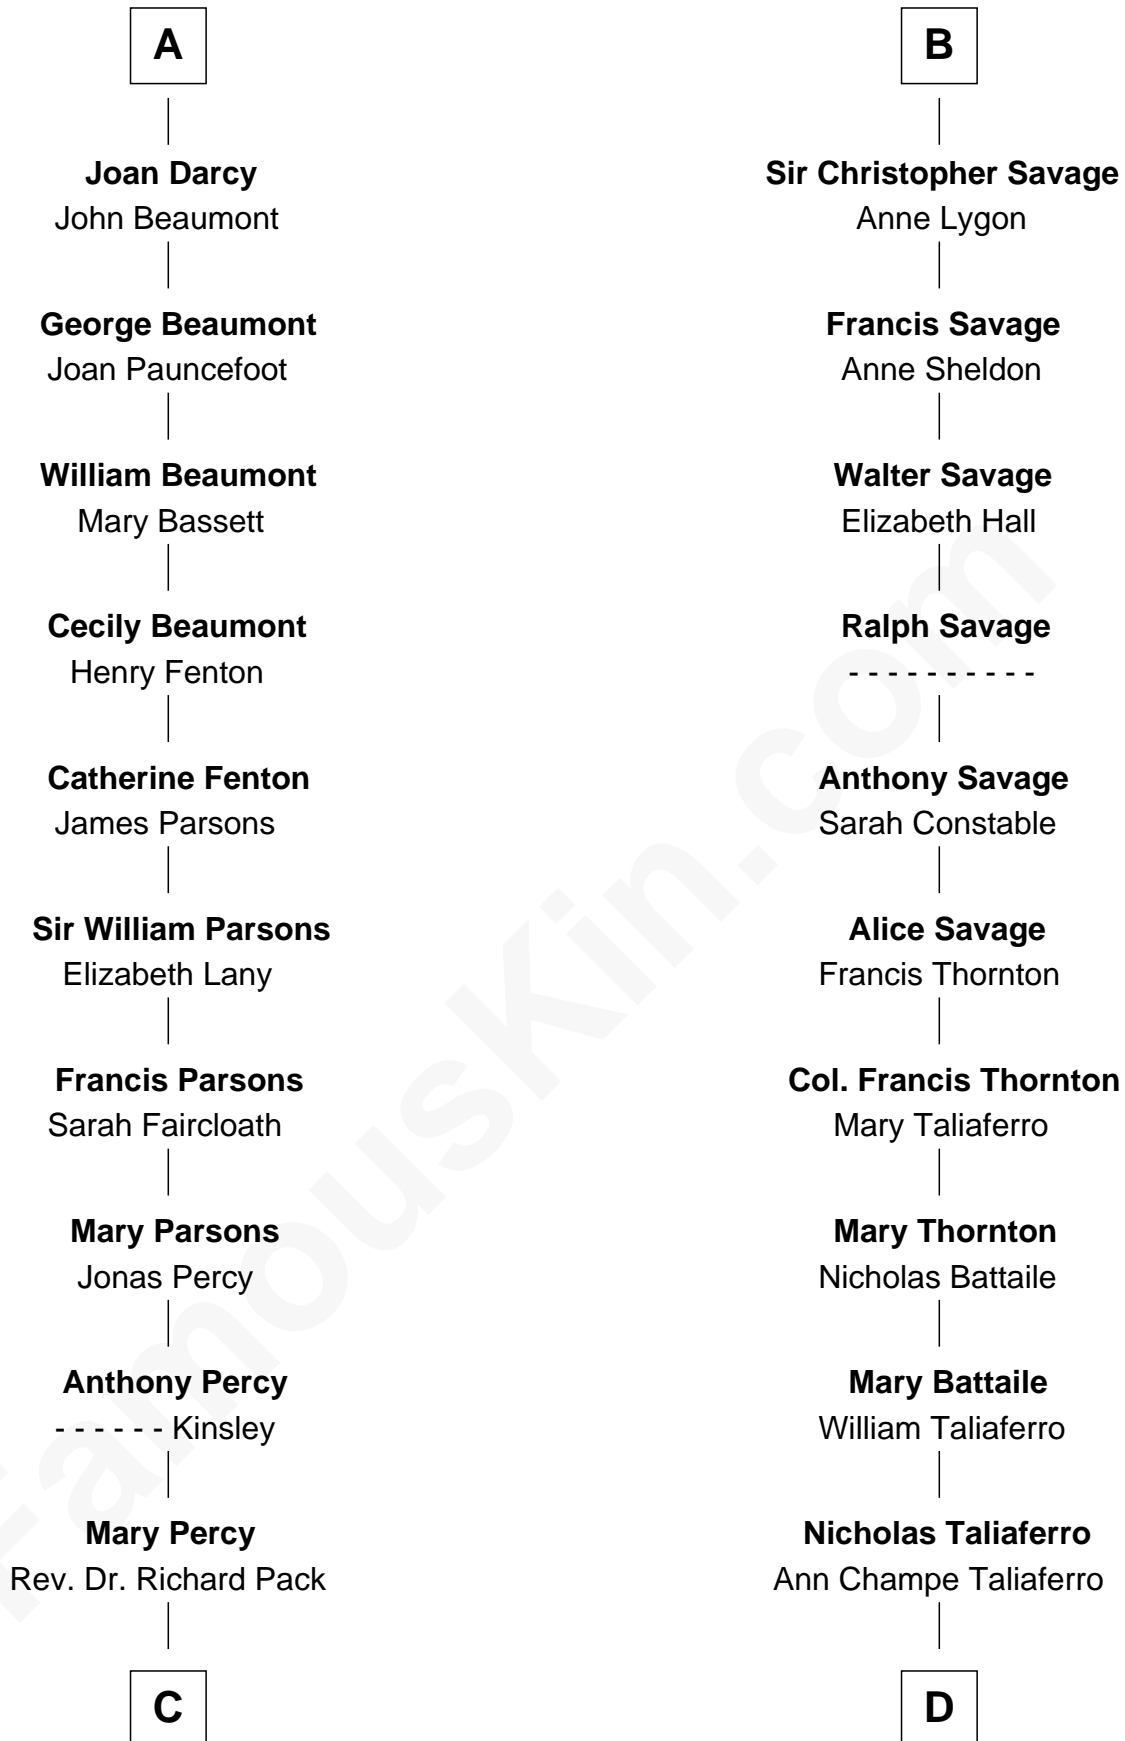 A
Joan Darcy
John Beaumont
George Beaumont
Joan Pauncefoot
William Beaumont
Mary Bassett
Cecily Beaumont
Henry Fenton
Catherine Fenton
James Parsons
Sir William Parsons
Elizabeth Lany
Francis Parsons
Sarah Faircloath
Mary Parsons
Jonas Percy
Anthony Percy
- - - - - - Kinsley
Mary Percy
Rev. Dr. Richard Pack
C
B
Sir Christopher Savage
Anne Lygon
Francis Savage
Anne Sheldon
Walter Savage
Elizabeth Hall
Ralph Savage
- - - - - - - - - -
Anthony Savage
Sarah Constable
Alice Savage
Francis Thornton
Col. Francis Thornton
Mary Taliaferro
Mary Thornton
Nicholas Battaile
Mary Battaile
William Taliaferro
Nicholas Taliaferro
Ann Champe Taliaferro
D
FamousKin.com